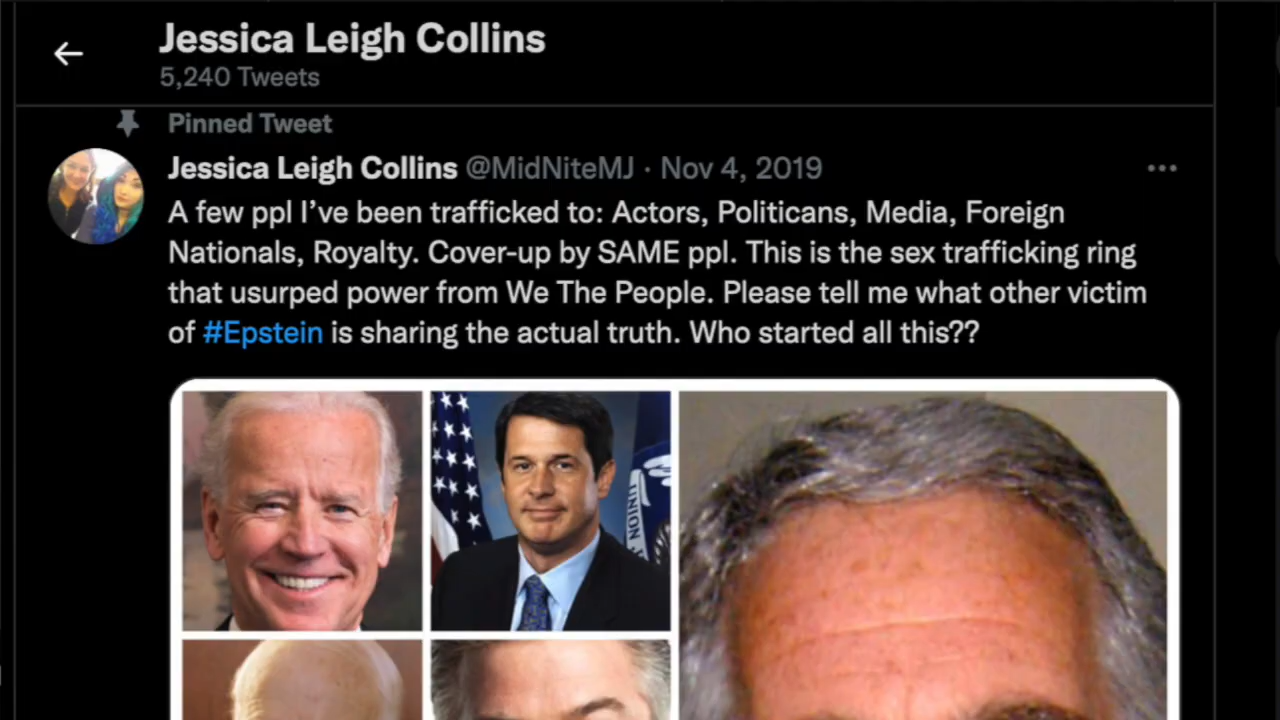 Jessica Leigh Collins
5,240 Tweets
Pinned Tweet
Jessica Leigh Collins @MidNiteMJ · Nov 4, 2019
A few ppl I’ve been trafficked to: Actors, Politicans, Media, Foreign
Nationals, Royalty. Cover-up by SAME ppl. This is the sex trafficking ring
that usurped power from We The People. Please tell me what other victim
of #Epstein is sharing the actual truth. Who started all this??
UNION